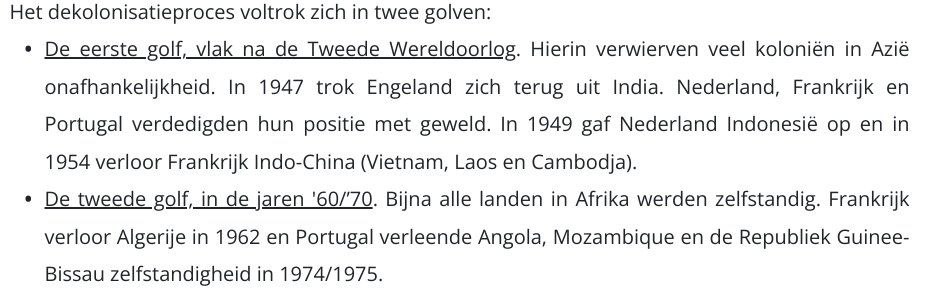 Het dekolonisatieproces voltrok zich in twee golven:
• De eerste golf, vlak na de Tweede Wereldoorlog. Hierin verwierven veel koloniën in Azië
onafhankelijkheid. In 1947 trok Engeland zich terug uit India. Nederland, Frankrijk en
Portugal verdedigden hun positie met geweld. In 1949 gaf Nederland Indonesië op en in
1954 verloor Frankrijk Indo-China (Vietnam, Laos en Cambodja).
• De tweede golf, in de jaren '60/'70. Bijna alle landen in Afrika werden zelfstandig. Frankrijk
verloor Algerije in 1962 en Portugal verleende Angola, Mozambique en de Republiek Guinee-
Bissau zelfstandigheid in 1974/1975.